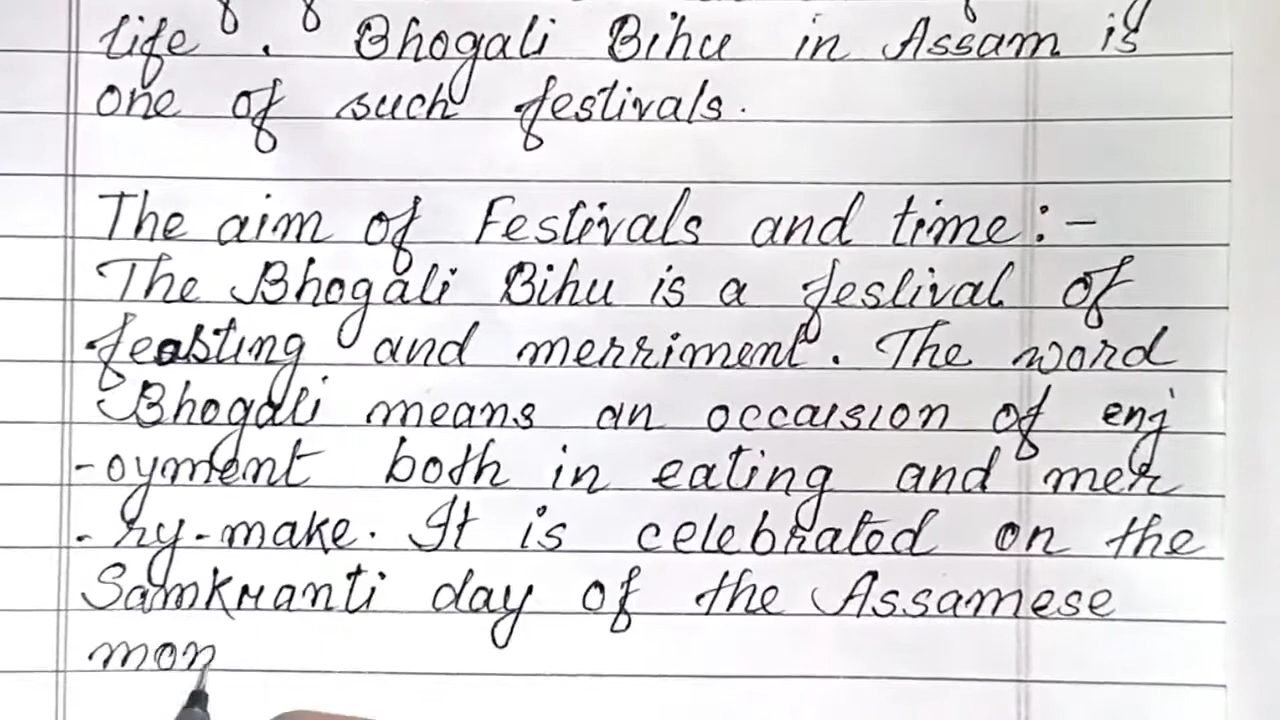 life. Bhogali Bihu in Assam is
one of such festivals.
The aim of Festivals and time:-
The Bhogali Bihu is a festival of
feasting and merriment. The word
Bhogali means an occaision of enj
-oyment both in eating and mer
-ry-make. It is celebrated on the
Samkranti day of the Assamese
mon